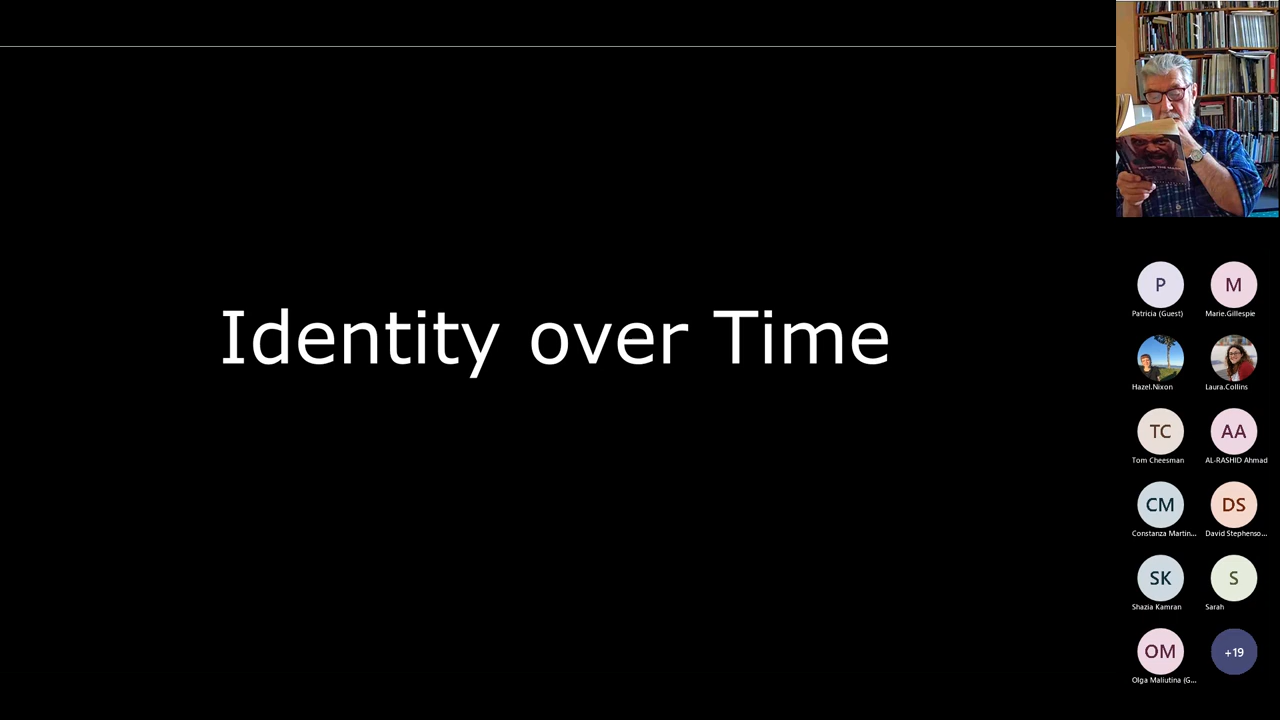 Identity over Time
P
M
Patricia (Guest)
Marie.Gillespie
Hazel.Nixon
Laura.Collins
TC
AA
Tom Cheesman
AL-RASHID Ahmad
CM
DS
Constanza Martin...
David Stephenso...
SK
S
Shazia Kamran
Sarah
OM
+19
Olga Maliutina (G...